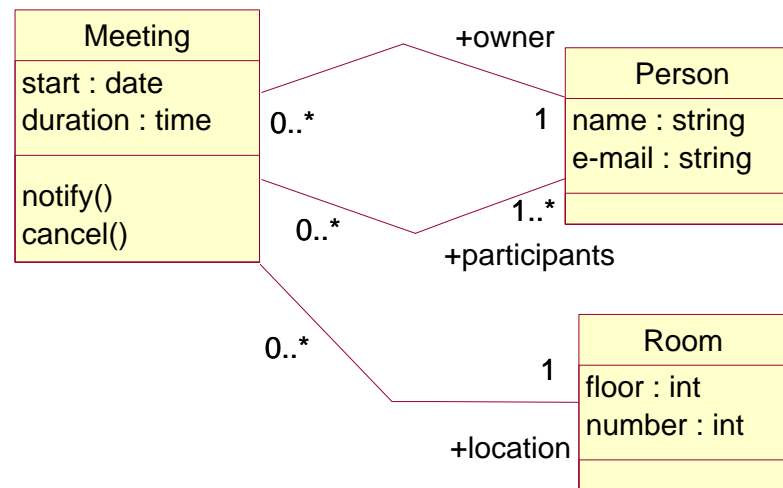 Meeting
start : date
duration : time
notify()
cancel()
+owner
0..*
1
Person
name : string
e-mail : string
0..*
1..*
+participants
0..*
1
+location
Room
floor : int
number : int